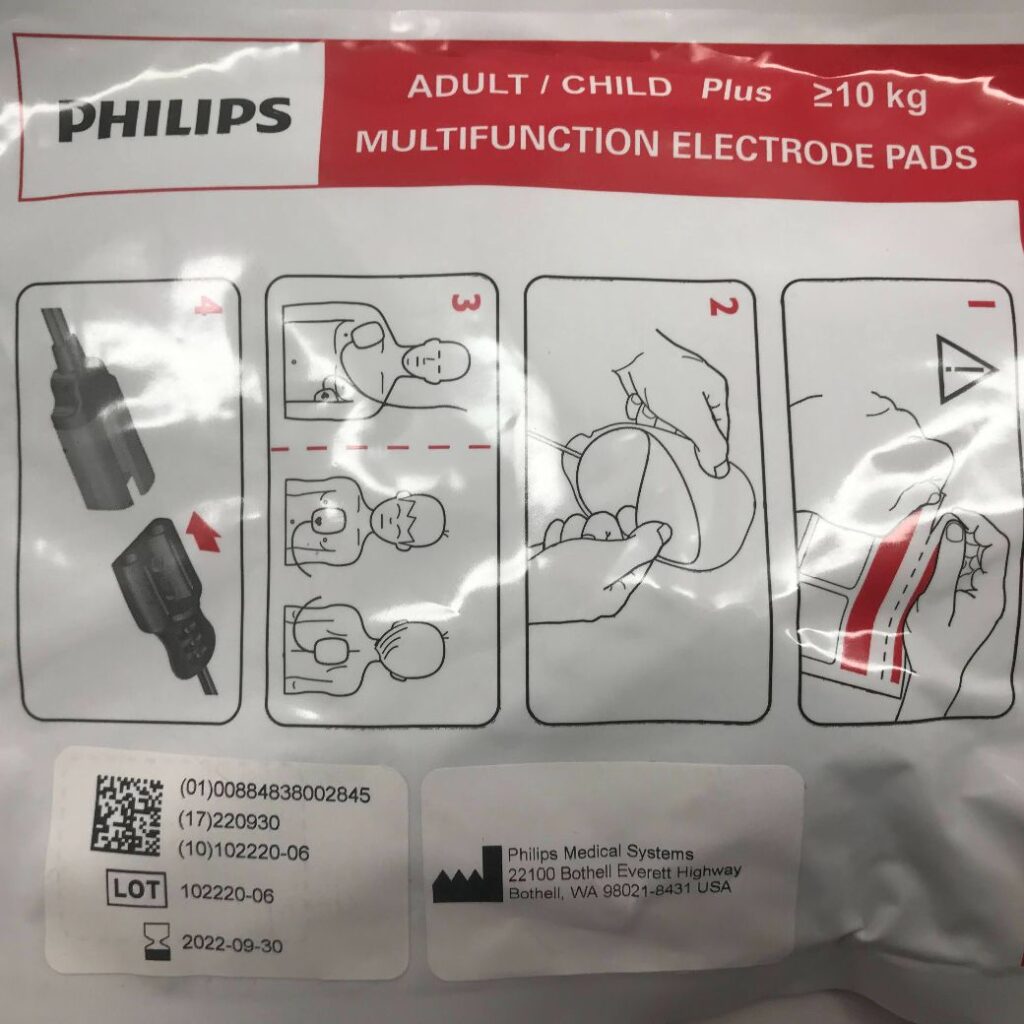 PHILIPS
ADULT / CHILD Plus ≥10 kg
MULTIFUNCTION ELECTRODE PADS
4
3
2
1
(01)00884838002845
(17)220930
(10)102220-06
LOT 102220-06
2022-09-30
Philips Medical Systems
22100 Bothell Everett Highway
Bothell, WA 98021-8431 USA